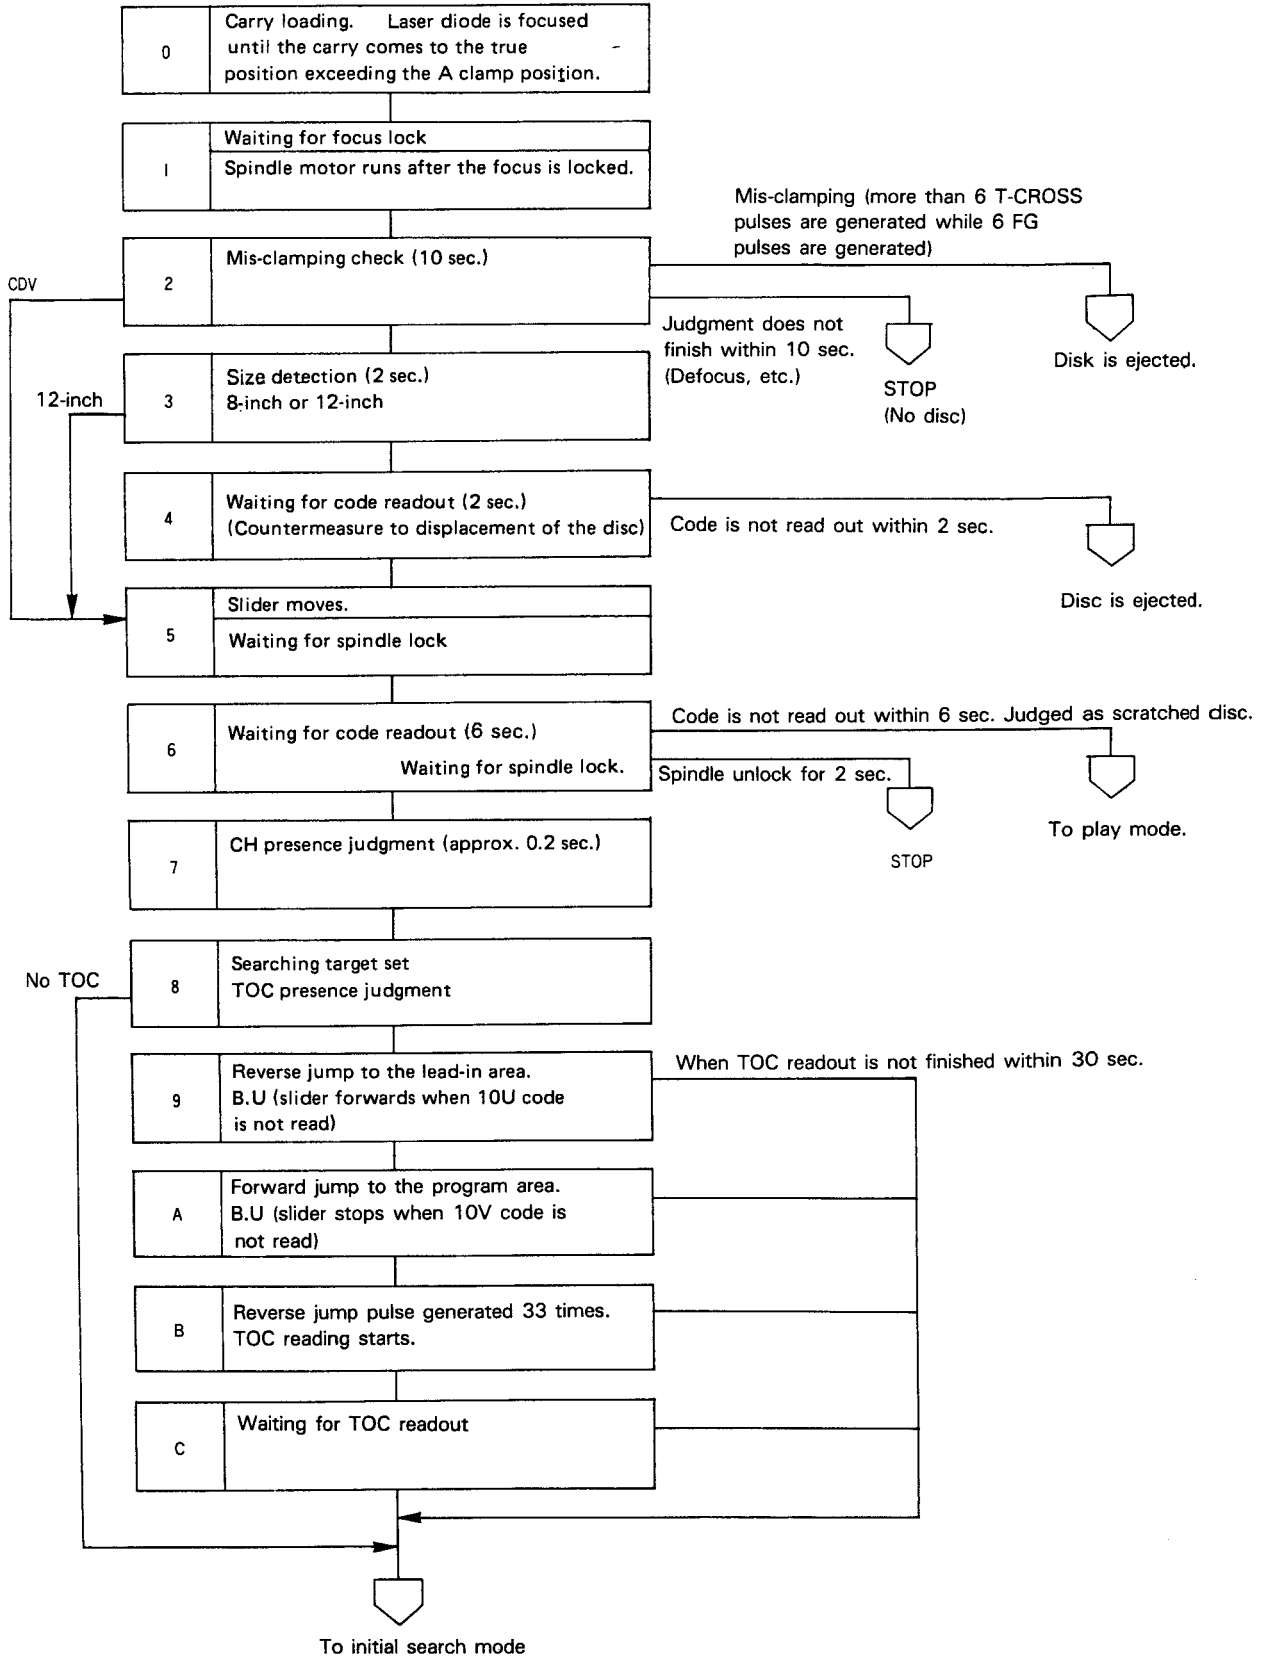 0
Carry loading. Laser diode is focused
until the carry comes to the true
position exceeding the A clamp position.
1
Waiting for focus lock
Spindle motor runs after the focus is locked.
Mis-clamping (more than 6 T-CROSS
pulses are generated while 6 FG
pulses are generated)
2
Mis-clamping check (10 sec.)
CDV
Judgment does not
finish within 10 sec.
(Defocus, etc.)
STOP
(No disc)
Disk is ejected.
3
Size detection (2 sec.)
8-inch or 12-inch
12-inch
4
Waiting for code readout (2 sec.)
(Countermeasure to displacement of the disc)
Code is not read out within 2 sec.
Disc is ejected.
5
Slider moves.
Waiting for spindle lock
6
Waiting for code readout (6 sec.)
Waiting for spindle lock.
Code is not read out within 6 sec. Judged as scratched disc.
Spindle unlock for 2 sec.
STOP
To play mode.
7
CH presence judgment (approx. 0.2 sec.)
8
Searching target set
TOC presence judgment
No TOC
9
Reverse jump to the lead-in area.
B.U (slider forwards when 10U code
is not read)
When TOC readout is not finished within 30 sec.
A
Forward jump to the program area.
B.U (slider stops when 10V code is
not read)
B
Reverse jump pulse generated 33 times.
TOC reading starts.
C
Waiting for TOC readout
To initial search mode